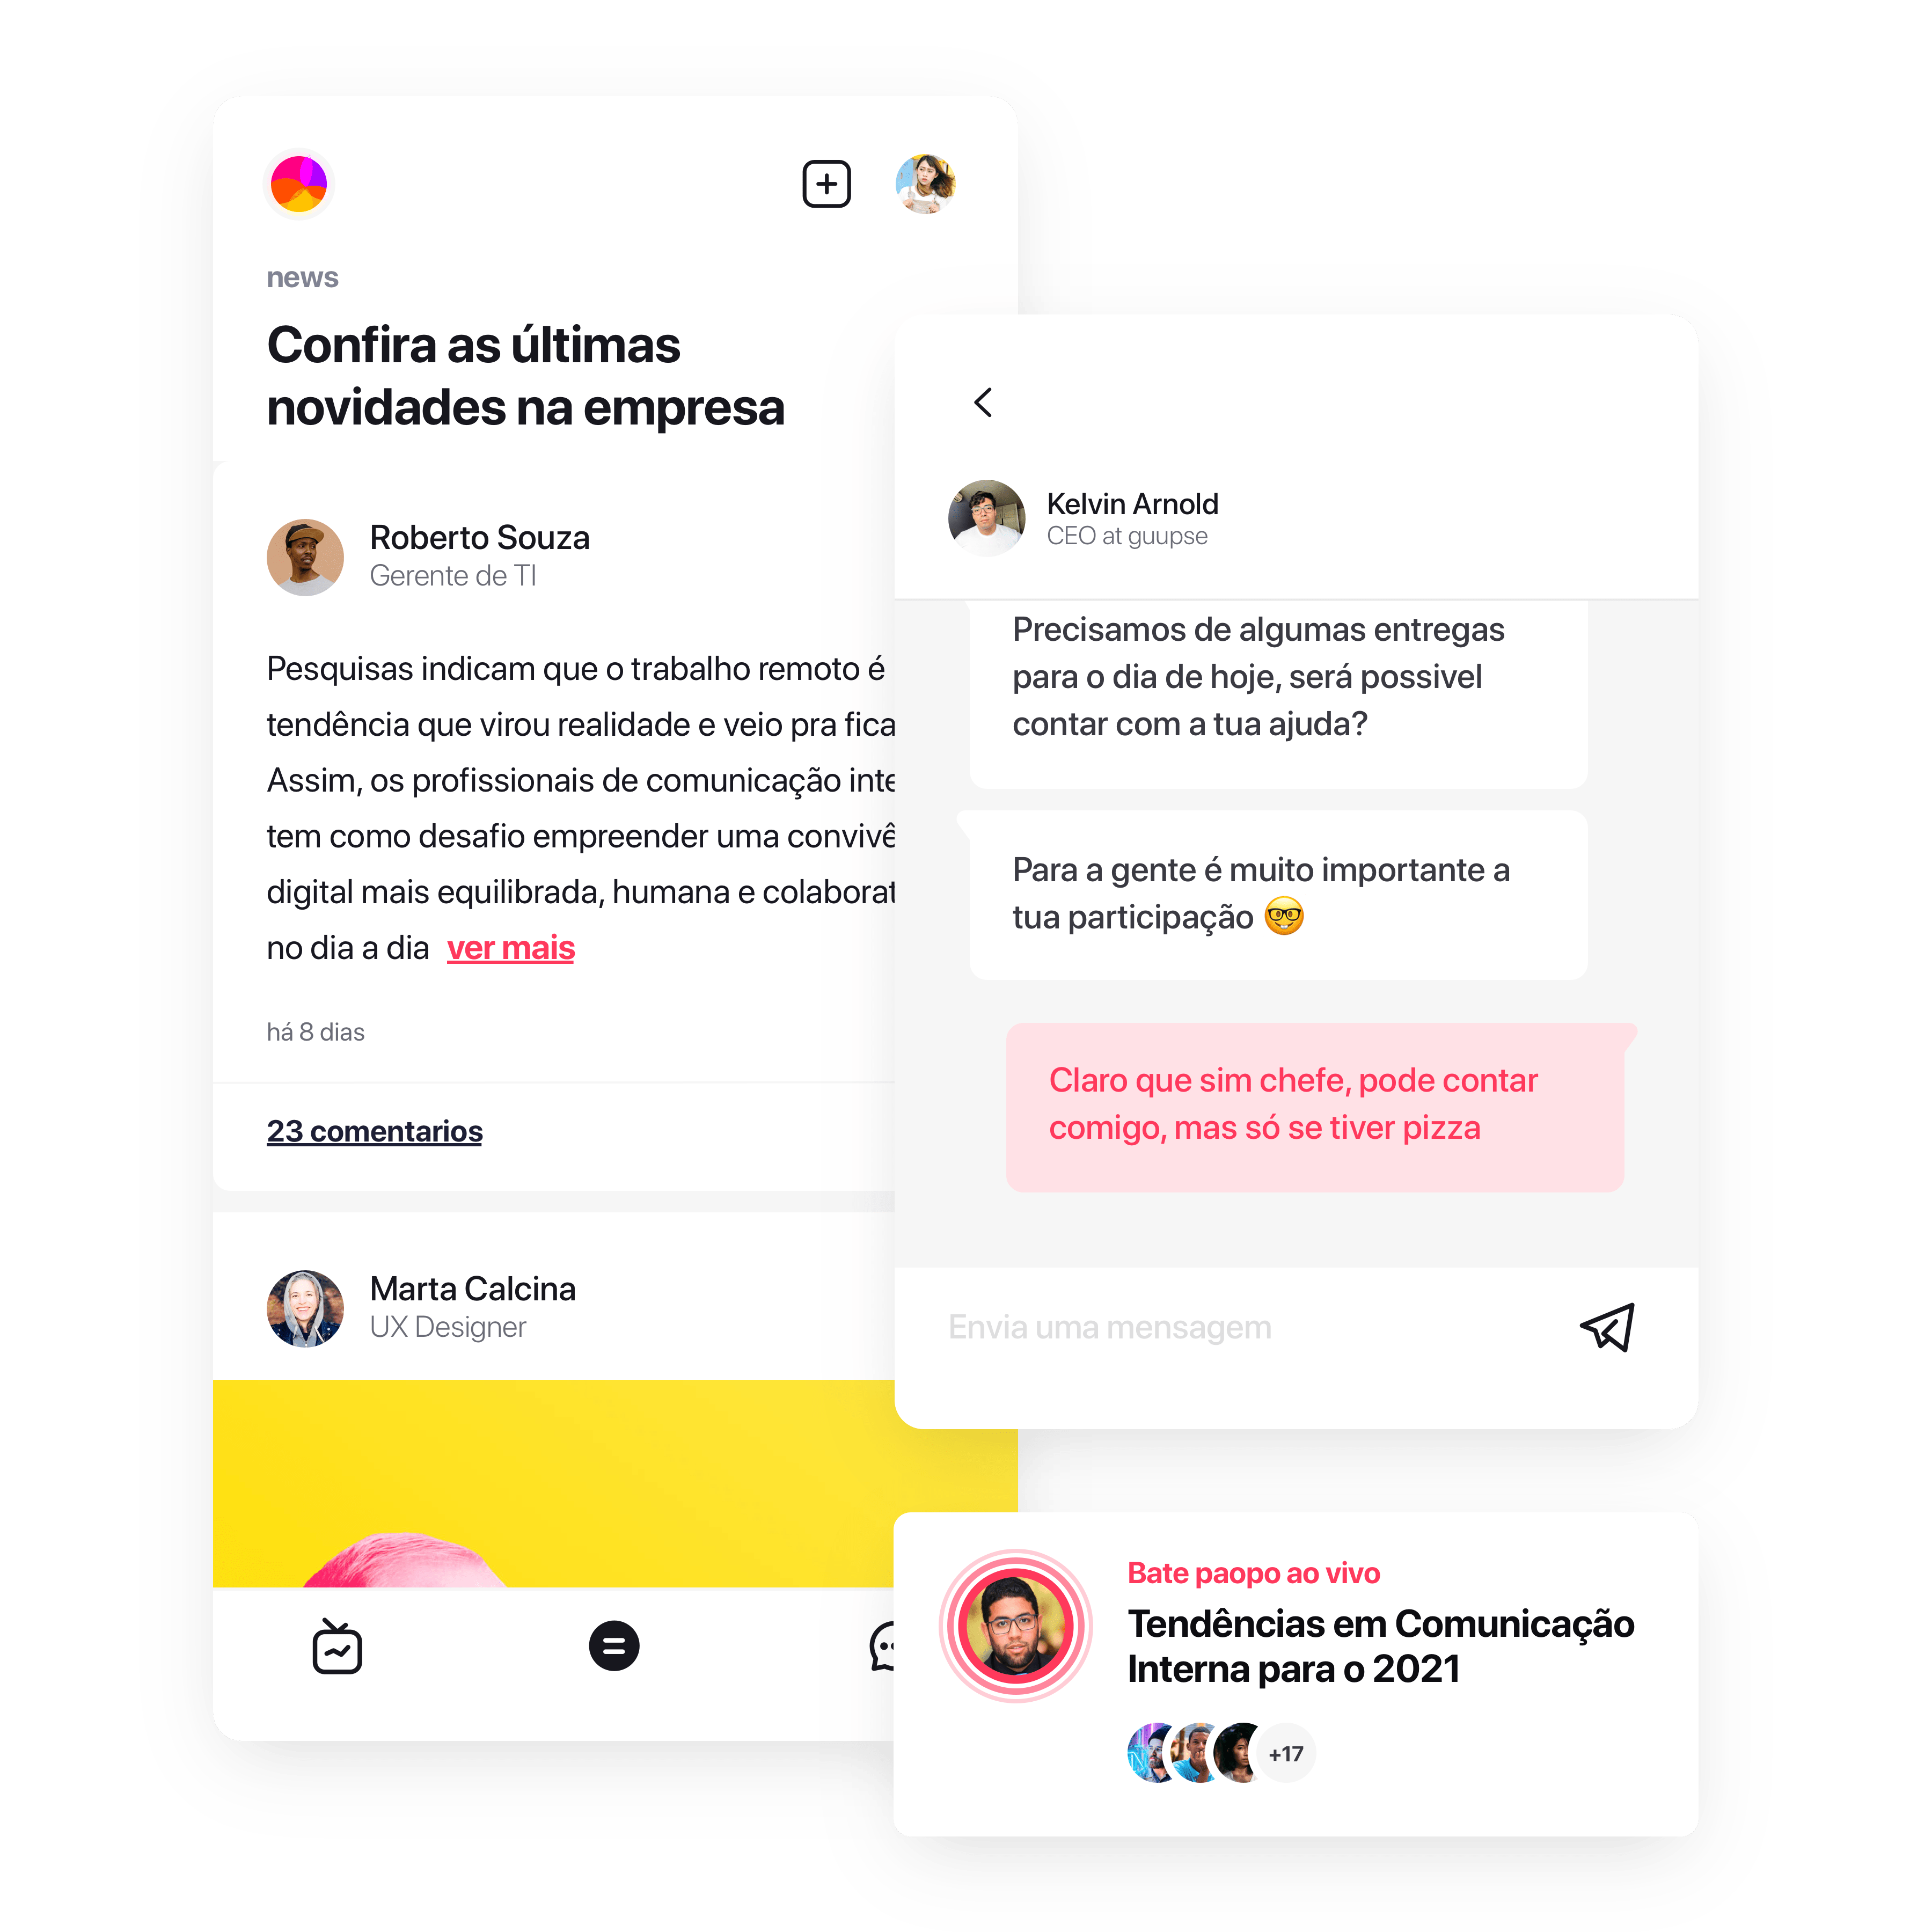 news
Confira as últimas
novidades na empresa
Roberto Souza
Gerente de TI
Pesquisas indicam que o trabalho remoto é
tendência que virou realidade e veio pra fica
Assim, os profissionais de comunicação inte
tem como desafio empreender uma convivê
digital mais equilibrada, humana e colaborat
no dia a dia ver mais
há 8 dias
23 comentarios
Marta Calcina
UX Designer
Kelvin Arnold
CEO at guupse
Precisamos de algumas entregas
para o dia de hoje, será possivel
contar com a tua ajuda?
Para a gente é muito importante a
tua participação 🤓
Claro que sim chefe, pode contar
comigo, mas só se tiver pizza
Envia uma mensagem
Bate paopo ao vivo
Tendências em Comunicação
Interna para o 2021
+17